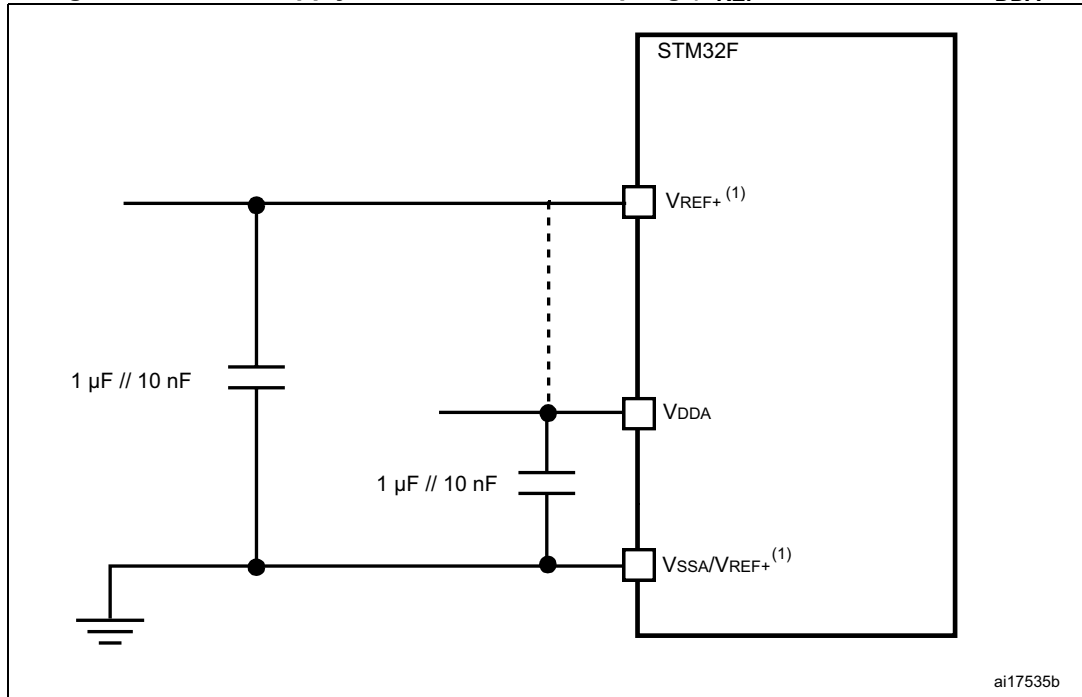 STM32F
VREF+ (1)
1 µF // 10 nF
VDDA
1 µF // 10 nF
VSSA/VREF+ (1)
ai17535b